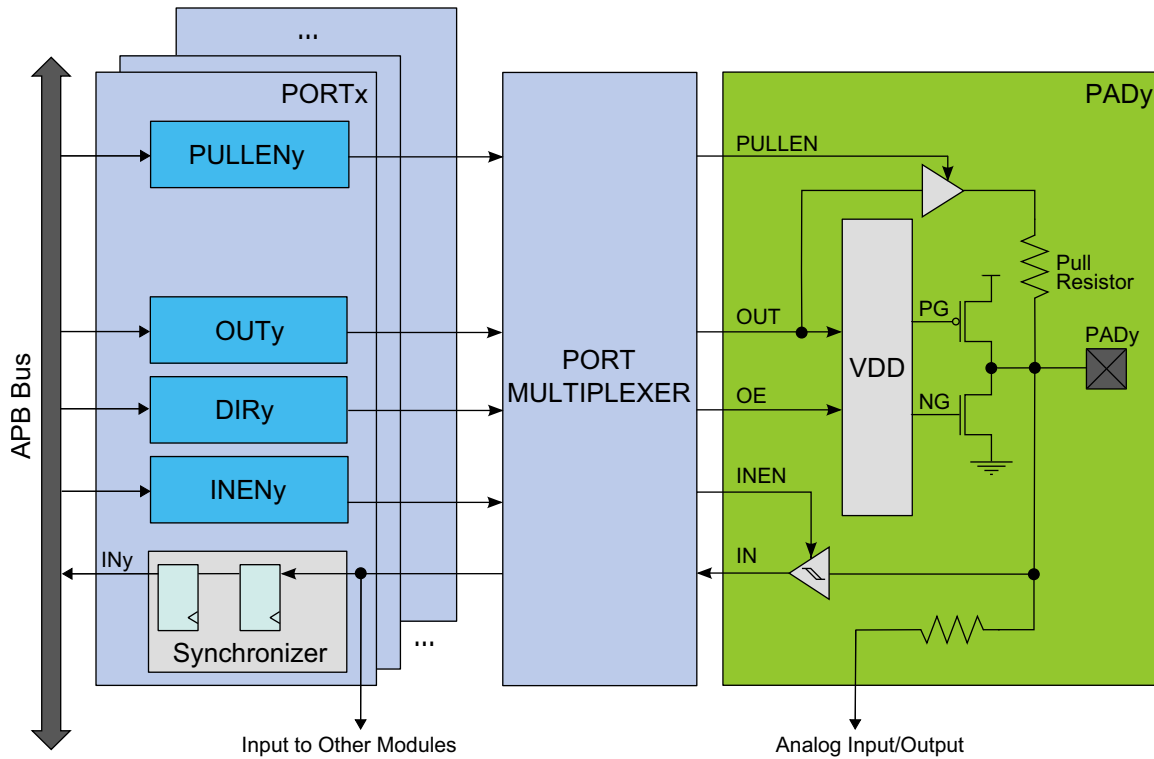 ...
PORTx
PADy
PULLENy
PULLEN
Pull
Resistor
OUTy
OUT
PG
PADy
APB Bus
PORT
MULTIPLEXER
VDD
DIRy
OE
NG
INENy
INEN
INy
IN
Synchronizer
...
Input to Other Modules
Analog Input/Output